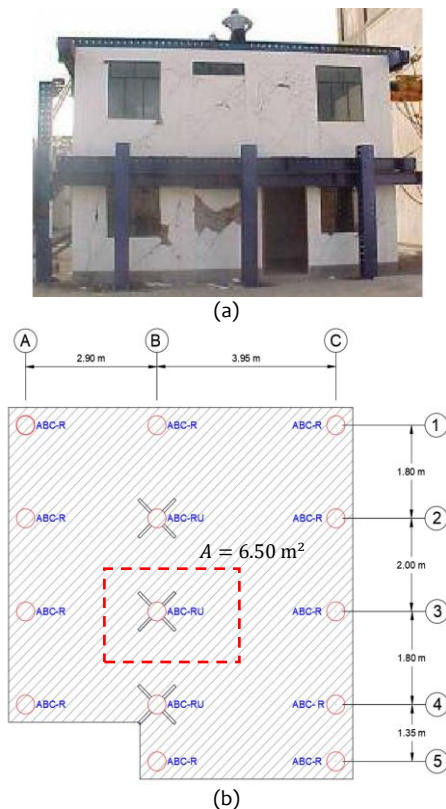 (a)
A B C
2.90 m 3.95 m
ABC-R ABC-R ABC-R 1
1.80 m
ABC-R ABC-RU ABC-R 2
A = 6.50 m²
2.00 m
ABC-R ABC-RU ABC-R 3
1.80 m
ABC-R ABC-RU ABC- R 4
1.35 m
ABC-R ABC-R 5
(b)